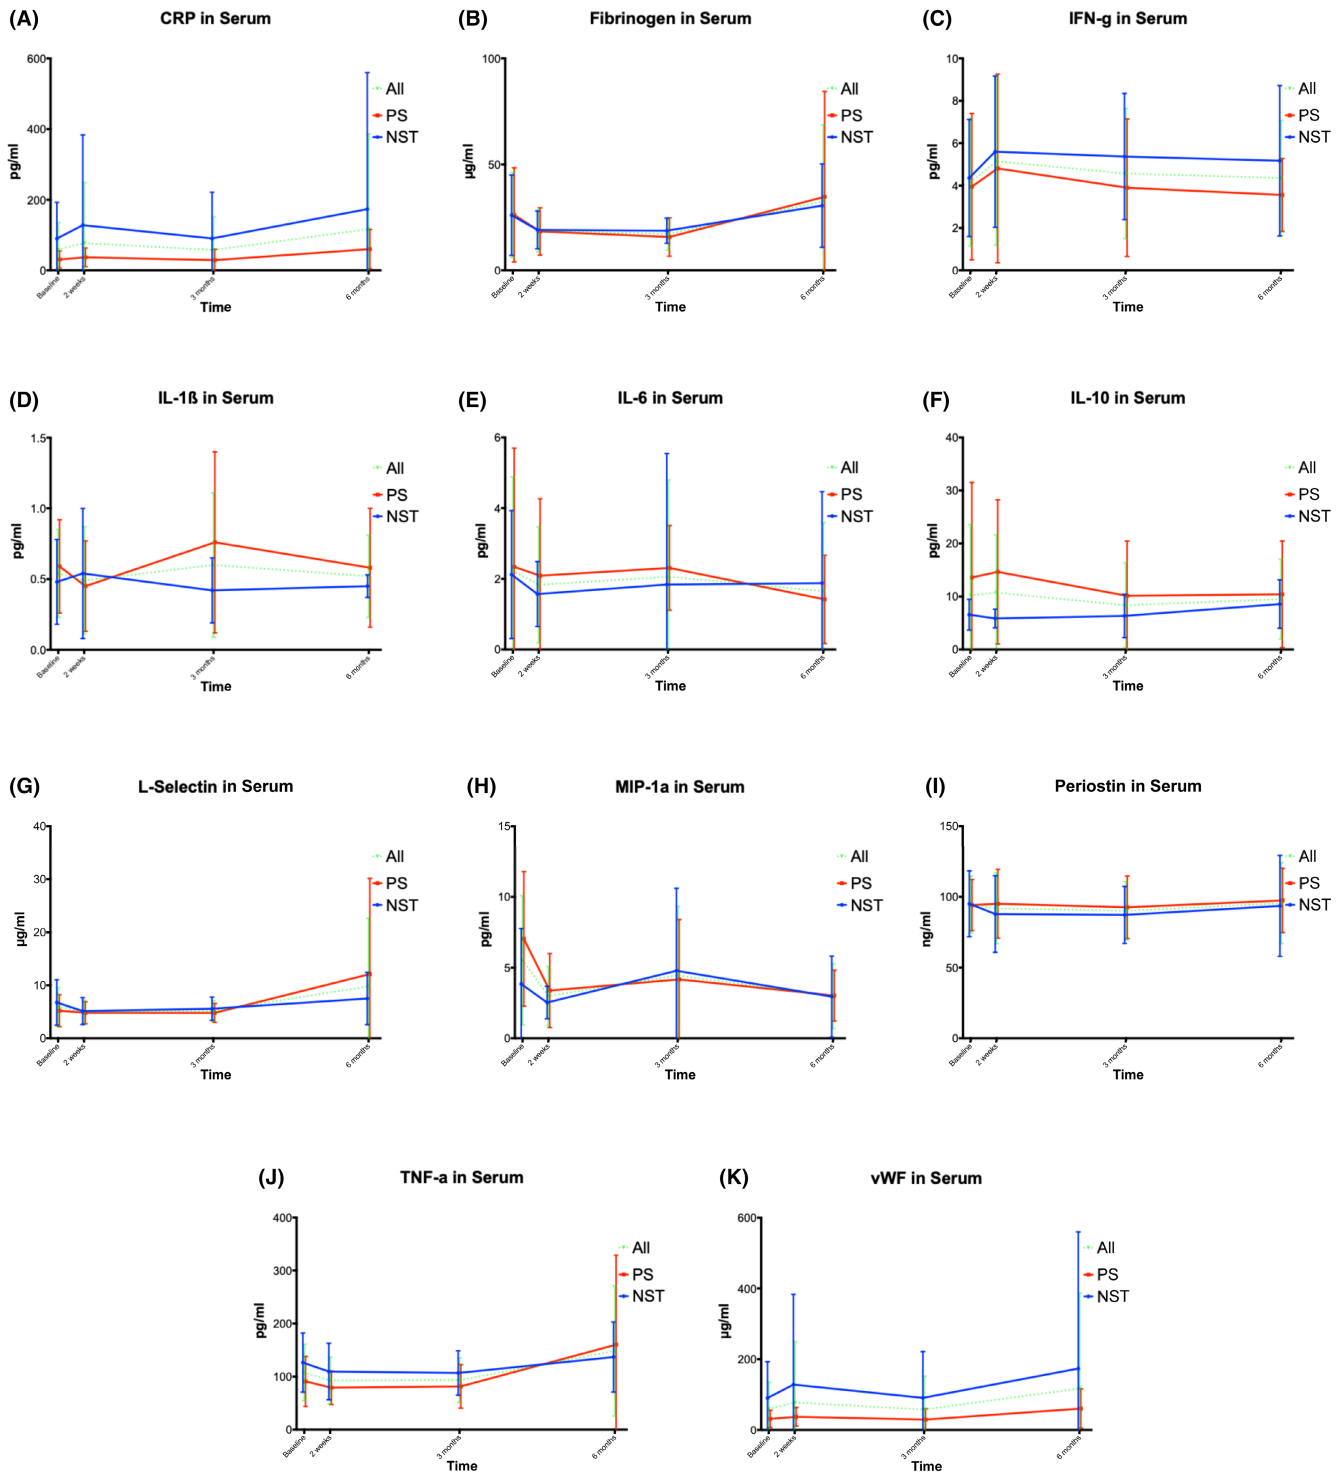 (A) CRP in Serum
600
400
200
0
pg/ml
All
PS
NST
Baseline
2 weeks
3 months
6 months
Time
(B) Fibrinogen in Serum
100
50
0
µg/ml
All
PS
NST
Baseline
2 weeks
3 months
6 months
Time
(C) IFN-g in Serum
10
8
6
4
2
0
pg/ml
All
PS
NST
Baseline
2 weeks
3 months
6 months
Time
(D) IL-1ß in Serum
1.5
1.0
0.5
0.0
pg/ml
All
PS
NST
Baseline
2 weeks
3 months
6 months
Time
(E) IL-6 in Serum
6
4
2
0
pg/ml
All
PS
NST
Baseline
2 weeks
3 months
6 months
Time
(F) IL-10 in Serum
40
30
20
10
0
pg/ml
All
PS
NST
Baseline
2 weeks
3 months
6 months
Time
(G) L-Selectin in Serum
40
30
20
10
0
µg/ml
All
PS
NST
Baseline
2 weeks
3 months
6 months
Time
(H) MIP-1a in Serum
15
10
5
0
pg/ml
All
PS
NST
Baseline
2 weeks
3 months
6 months
Time
(I) Periostin in Serum
150
100
50
0
ng/ml
All
PS
NST
Baseline
2 weeks
3 months
6 months
Time
(J) TNF-a in Serum
400
300
200
100
0
pg/ml
All
PS
NST
Baseline
2 weeks
3 months
6 months
Time
(K) vWF in Serum
600
400
200
0
µg/ml
All
PS
NST
Baseline
2 weeks
3 months
6 months
Time